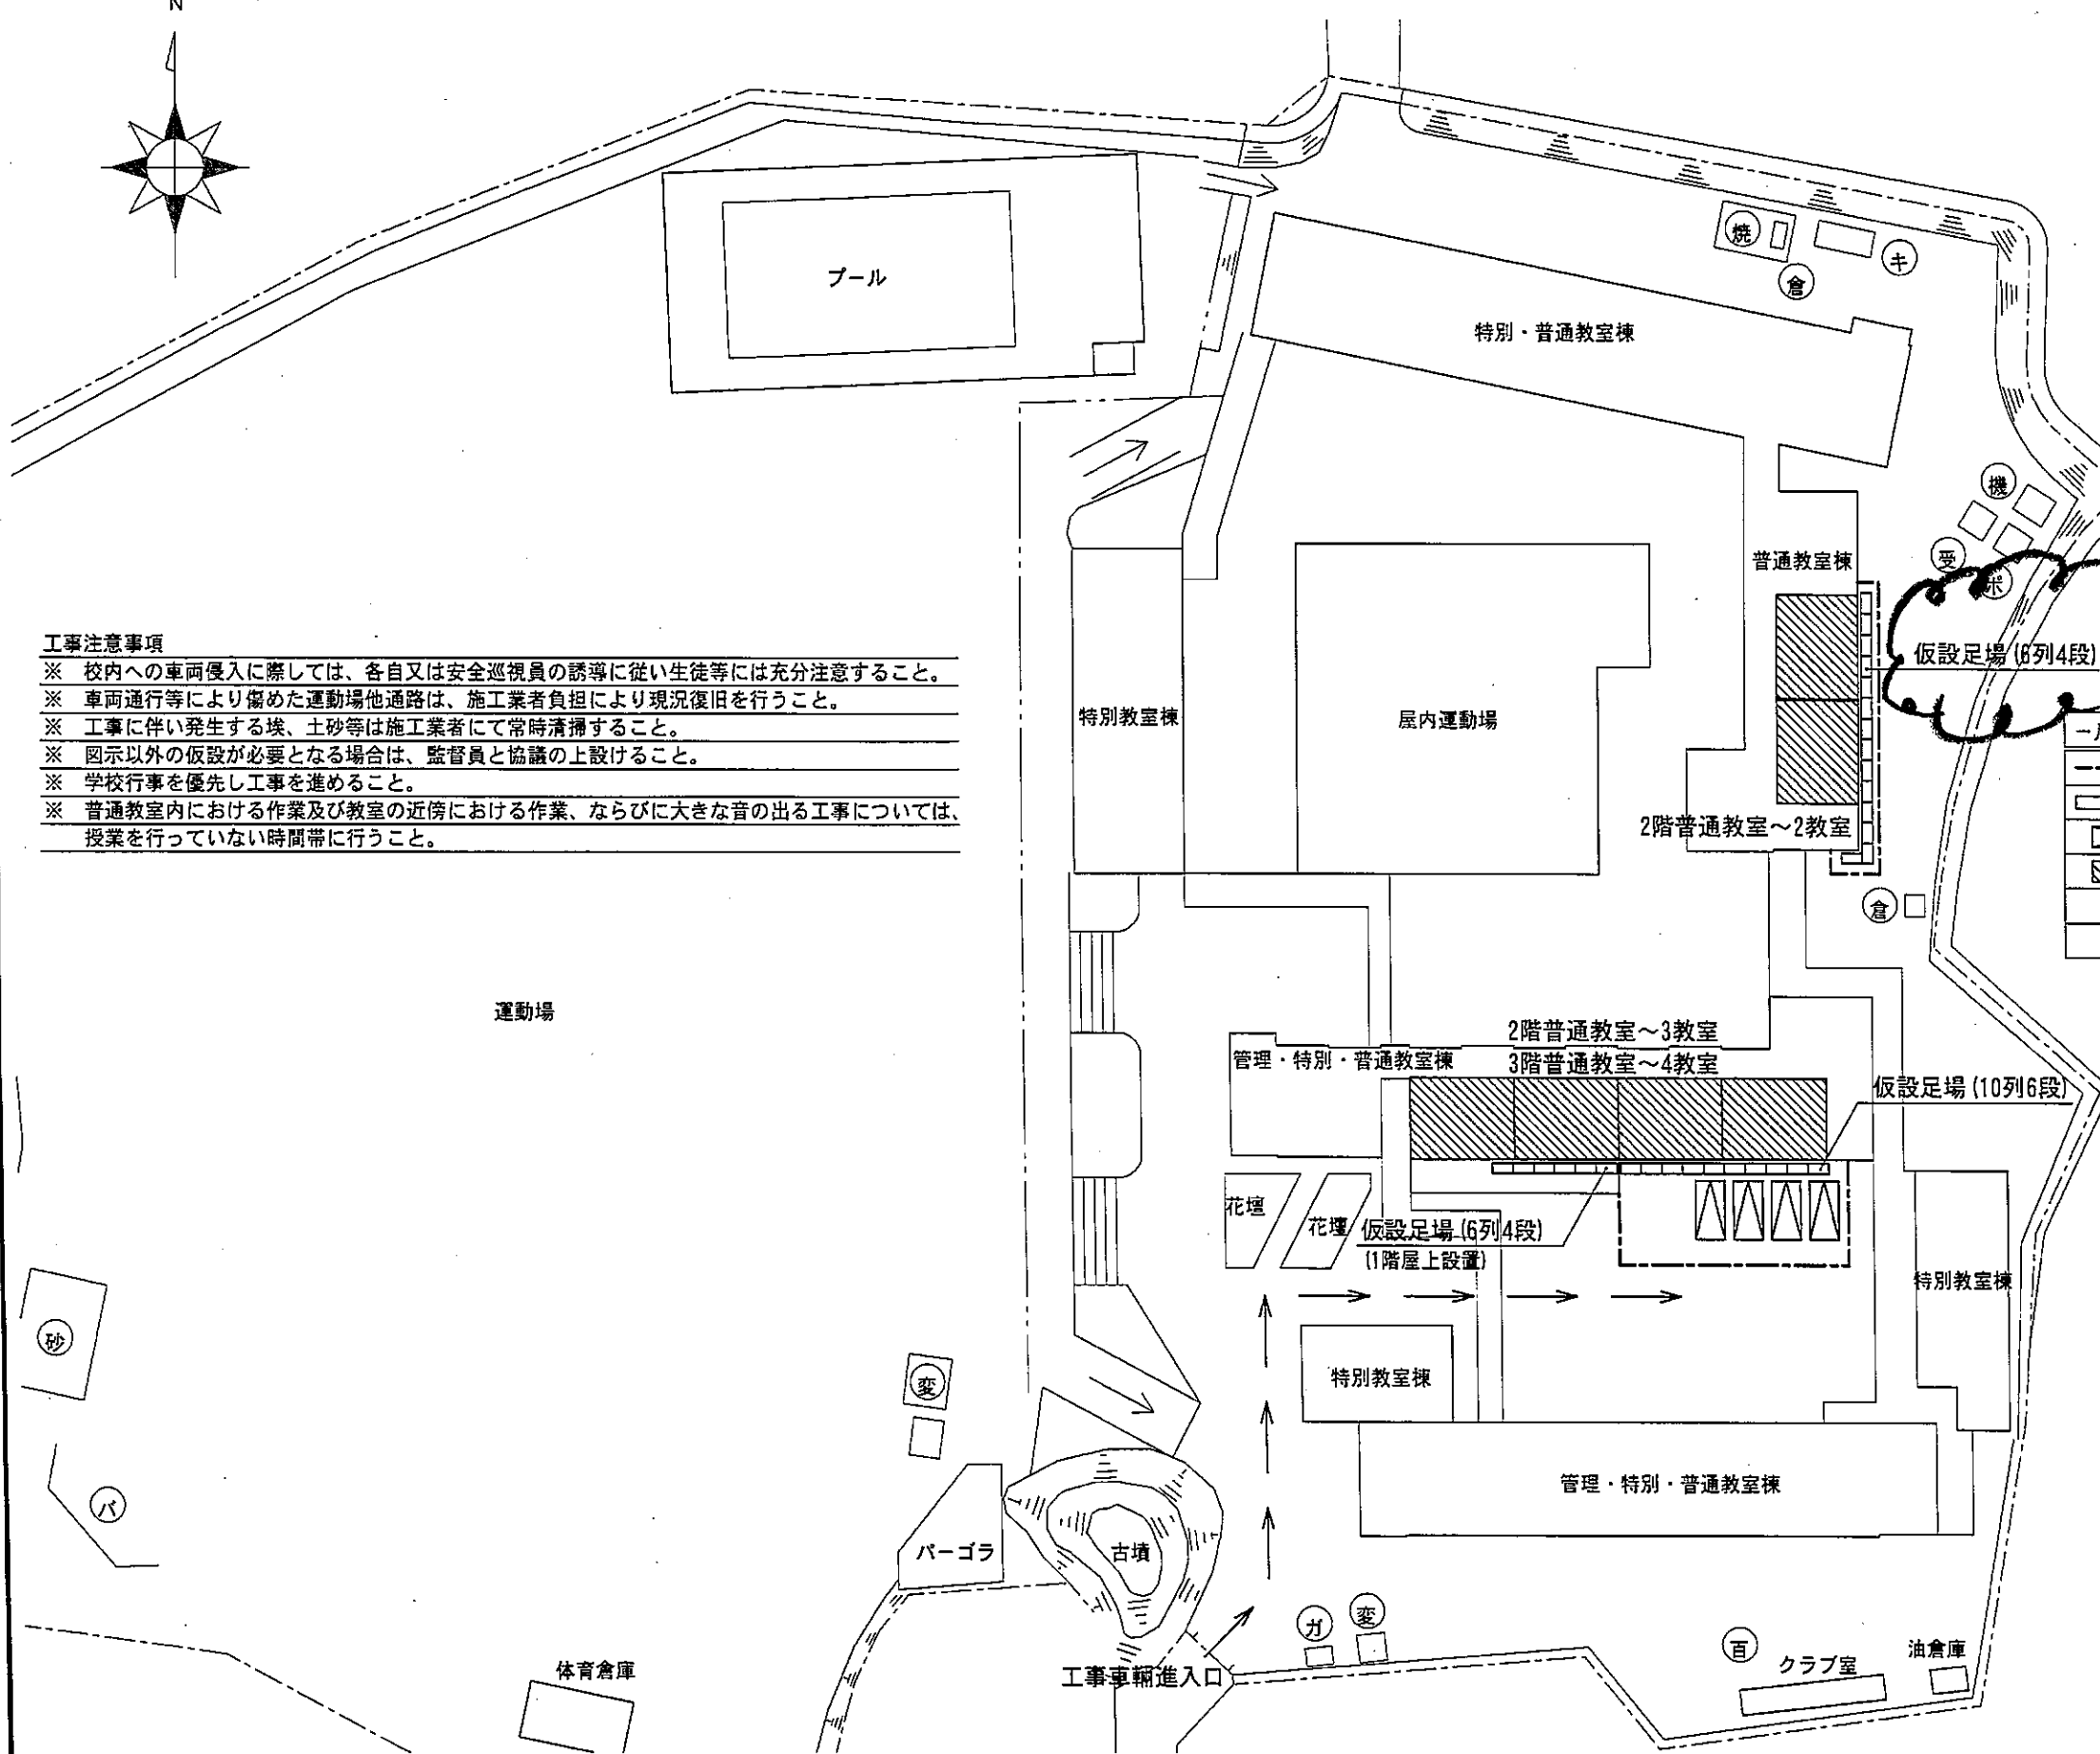 N
プール
焼
倉
キ
特別・普通教室棟
機
受
ポ
普通教室棟
仮設足場(6列4段)
工事注意事項
※ 校内への車両侵入に際しては、各自又は安全巡視員の誘導に従い生徒等には充分注意すること。
※ 車両通行等により傷めた運動場他通路は、施工業者負担により現況復旧を行うこと。
※ 工事に伴い発生する埃、土砂等は施工業者にて常時清掃すること。
※ 図示以外の仮設が必要となる場合は、監督員と協議の上設けること。
※ 学校行事を優先し工事を進めること。
※ 普通教室内における作業及び教室の近傍における作業、ならびに大きな音の出る工事については、
授業を行っていない時間帯に行うこと。
特別教室棟
屋内運動場
2階普通教室～2教室
倉
運動場
2階普通教室～3教室
管理・特別・普通教室棟
3階普通教室～4教室
仮設足場(10列6段)
花壇
花壇
仮設足場(6列4段)
(1階屋上設置)
特別教室棟
砂
変
特別教室棟
管理・特別・普通教室棟
バ
パーゴラ
古墳
ガ
変
百
クラブ室
油倉庫
体育倉庫
工事車輛進入口